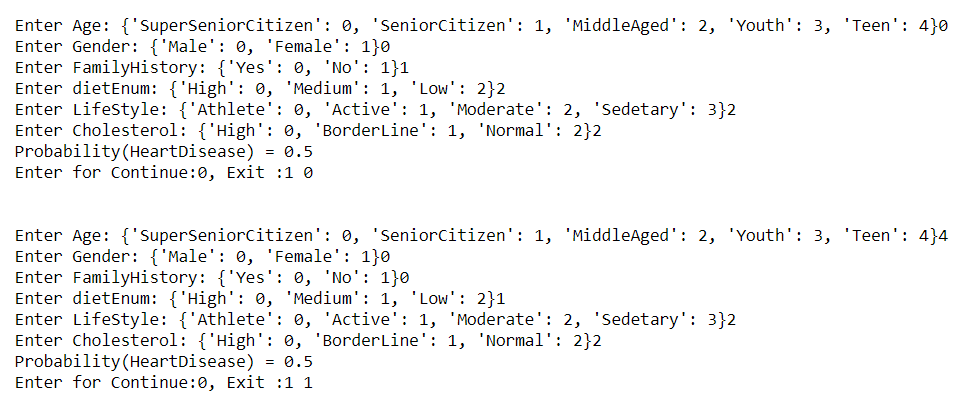 Enter Age: {'SuperSeniorCitizen': 0, 'SeniorCitizen': 1, 'MiddleAged': 2, 'Youth': 3, 'Teen': 4}0
Enter Gender: {'Male': 0, 'Female': 1}0
Enter FamilyHistory: {'Yes': 0, 'No': 1}1
Enter dietEnum: {'High': 0, 'Medium': 1, 'Low': 2}2
Enter LifeStyle: {'Athlete': 0, 'Active': 1, 'Moderate': 2, 'Sedetary': 3}2
Enter Cholesterol: {'High': 0, 'BorderLine': 1, 'Normal': 2}2
Probability(HeartDisease) = 0.5
Enter for Continue:0, Exit :1 0
Enter Age: {'SuperSeniorCitizen': 0, 'SeniorCitizen': 1, 'MiddleAged': 2, 'Youth': 3, 'Teen': 4}4
Enter Gender: {'Male': 0, 'Female': 1}0
Enter FamilyHistory: {'Yes': 0, 'No': 1}0
Enter dietEnum: {'High': 0, 'Medium': 1, 'Low': 2}1
Enter LifeStyle: {'Athlete': 0, 'Active': 1, 'Moderate': 2, 'Sedetary': 3}2
Enter Cholesterol: {'High': 0, 'BorderLine': 1, 'Normal': 2}2
Probability(HeartDisease) = 0.5
Enter for Continue:0, Exit :1 1